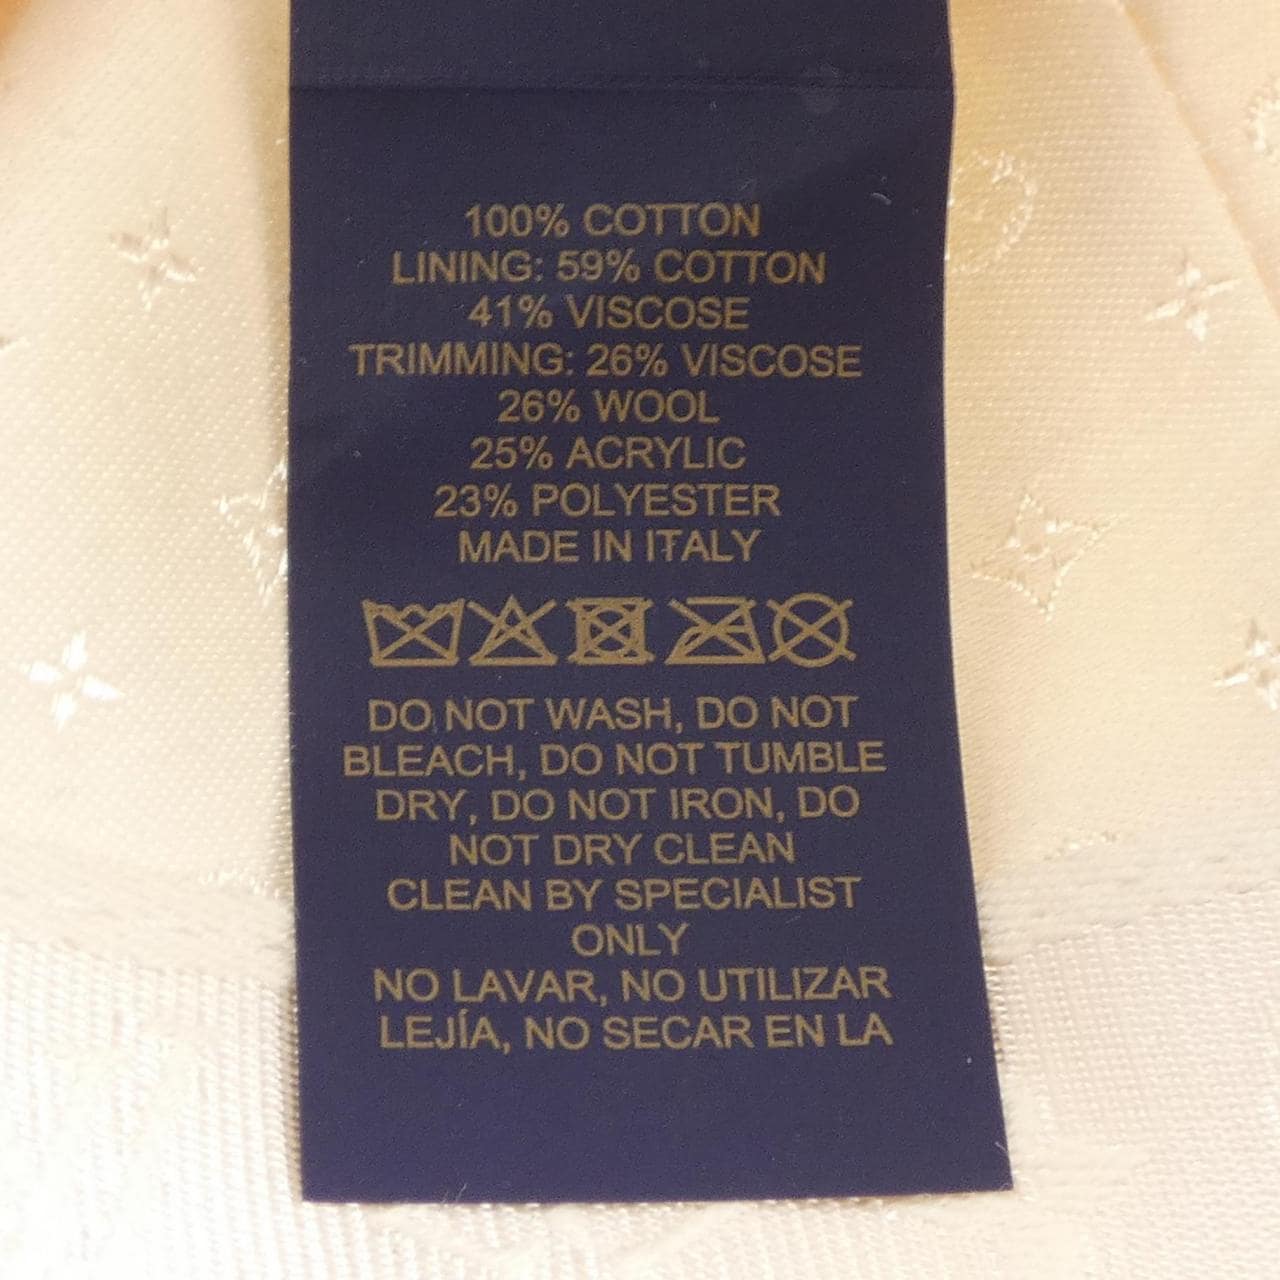 100% COTTON
LINING: 59% COTTON
41% VISCOSE
TRIMMING: 26% VISCOSE
26% WOOL
25% ACRYLIC
23% POLYESTER
MADE IN ITALY
DO NOT WASH, DO NOT
BLEACH, DO NOT TUMBLE
DRY, DO NOT IRON, DO
NOT DRY CLEAN
CLEAN BY SPECIALIST
ONLY
NO LAVAR, NO UTILIZAR
LEJÍA, NO SECAR EN LA